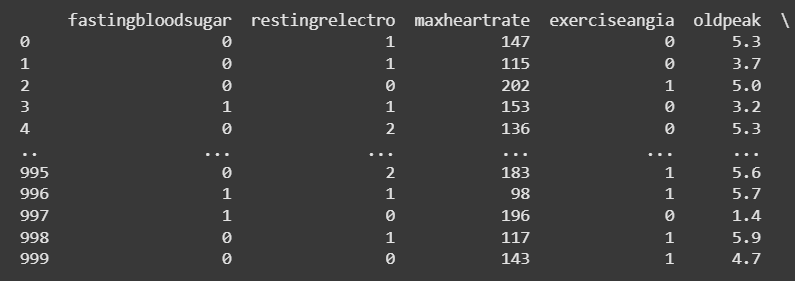 fastingbloodsugar restingrelectro maxheartrate exerciseangia oldpeak \
0 0 1 147 0 5.3
1 0 1 115 0 3.7
2 0 0 202 1 5.0
3 1 1 153 0 3.2
4 0 2 136 0 5.3
.. ... ... ... ... ...
995 0 2 183 1 5.6
996 1 1 98 1 5.7
997 1 0 196 0 1.4
998 0 1 117 1 5.9
999 0 0 143 1 4.7